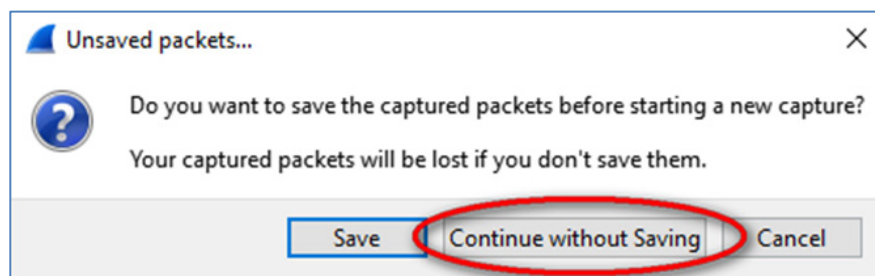 Unsaved packets...
Do you want to save the captured packets before starting a new capture?
Your captured packets will be lost if you don't save them.
Save Continue without Saving Cancel